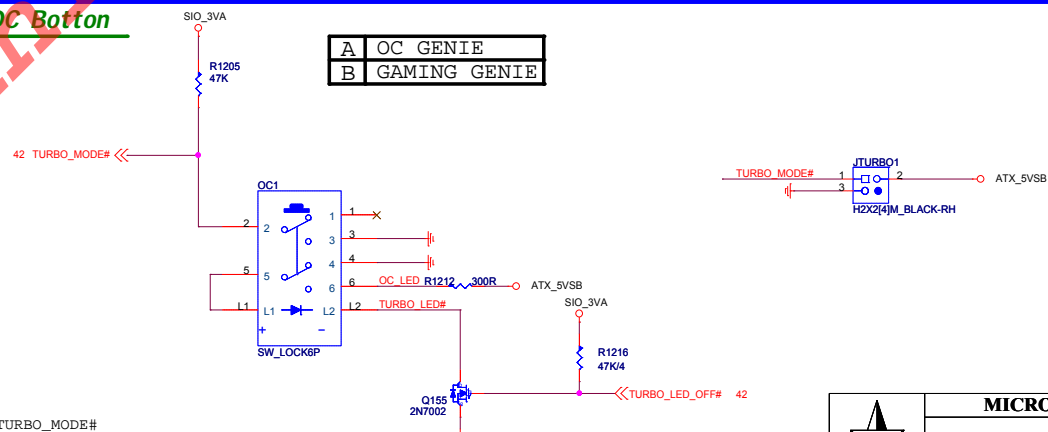 OC Botton
SIO_3VA
R1205
47K
A OC GENIE
B GAMING GENIE
42 TURBO_MODE#
OC1
2 2
1 1
3 3
4 4
5 5
6 6
OC_LED R1212 300R
ATX_5VSB
L1 L1
L2 L2
TURBO_LED#
+ −
SW_LOCK6P
SIO_3VA
R1216
47K/4
Q155
2N7002
TURBO_LED_OFF# 42
JTURBO1
TURBO_MODE# 1
2 ATX_5VSB
3
H2X2[4]M_BLACK-RH
TURBO_MODE#
MICRO